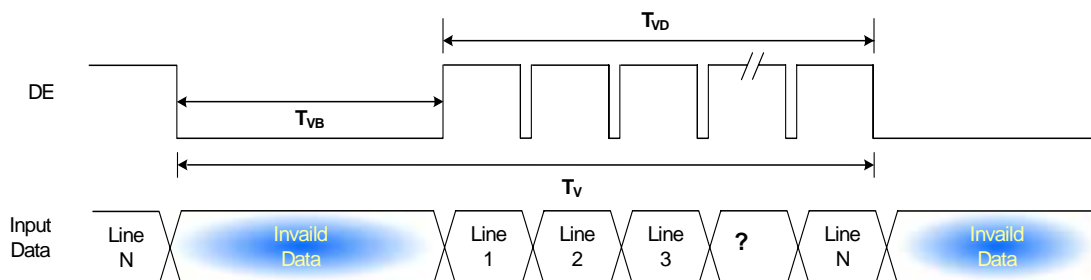 TVD
DE
TVB
TV
Input
Data
Line
N
Invaild
Data
Line
1
Line
2
Line
3
?
Line
N
Invaild
Data